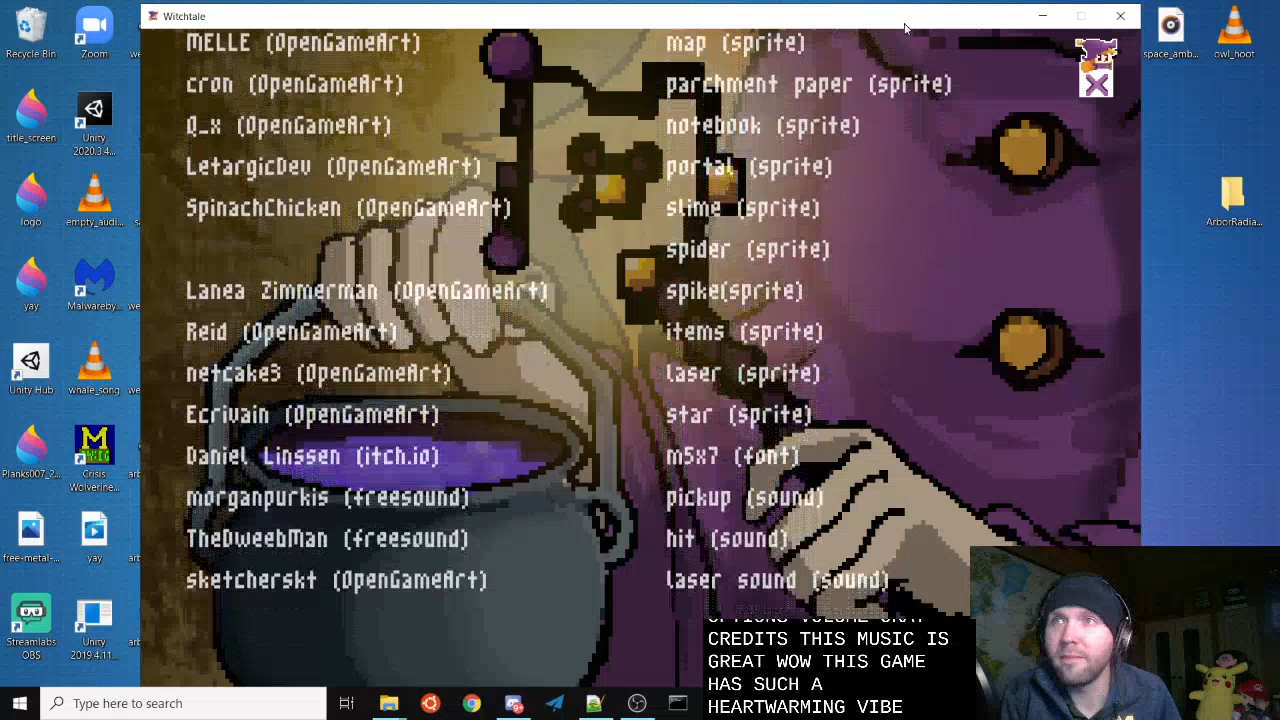 Witchtale
Recycle Bin
Zoom
space_amb...
owl_hoot
MELLE (OpenGameArt) map (sprite)
cron (OpenGameArt) parchment paper (sprite)
Q_x (OpenGameArt) notebook (sprite)
LetargicDev (OpenGameArt) portal (sprite)
SpinachChicken (OpenGameArt) slime (sprite)
spider (sprite)
Lanea Zimmerman (OpenGameArt) spike(sprite)
Reid (OpenGameArt) items (sprite)
netcake3 (OpenGameArt) laser (sprite)
Ecrivain (OpenGameArt) star (sprite)
Daniel Linssen (itch.io) m5x7 (font)
morganpurkis (freesound) pickup (sound)
TheDweebMan (freesound) hit (sound)
sketcherskt (OpenGameArt) laser sound (sound)
title_screen
Unity
2020.3.4...
logo
empty_audi...
ArborRadia...
yay
Malwareby...
Unity Hub
whale_song
Planks007_2...
Crisis
Wolverine...
free-metal-...
yay
Streamlabs
OBS
Unity
2019.4.11...
CREDITS THIS MUSIC IS
GREAT WOW THIS GAME
HAS SUCH A
HEARTWARMING VIBE
Type here to search